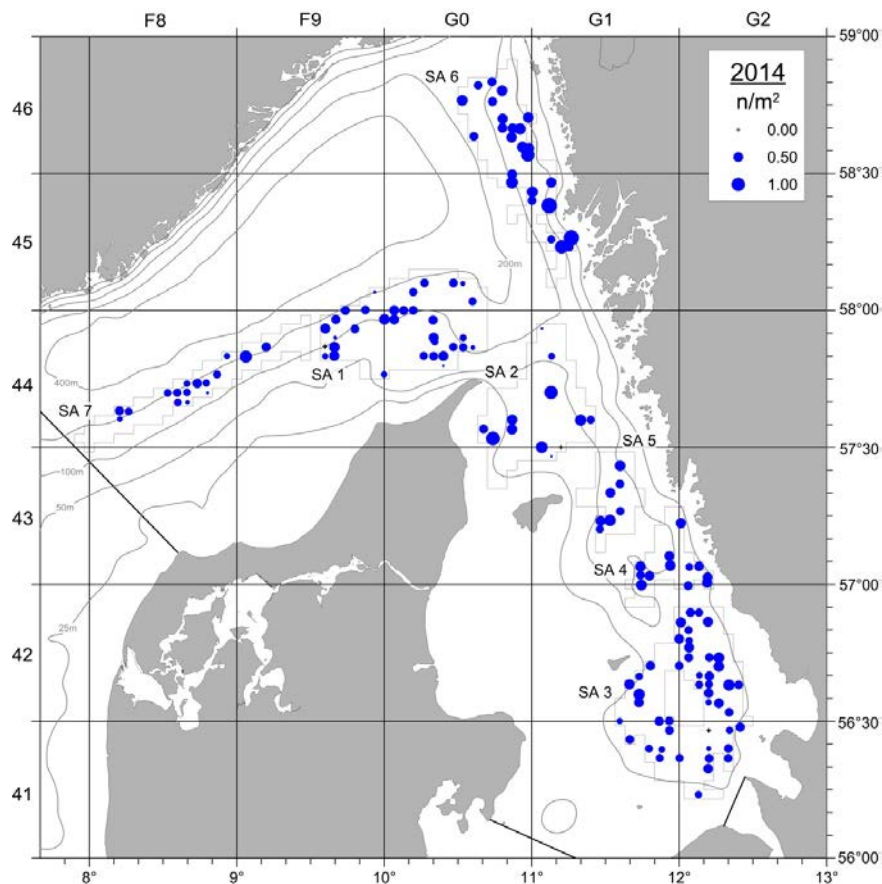 F8 F9 G0 G1 G2
59°00'
2014
n/m²
0.00
0.50
1.00
SA 6
46
58°30'
45
200m
58°00'
SA 1
SA 2
44
400m
SA 7
SA 5
57°30'
100m
50m
43
SA 4
57°00'
25m
42
SA 3
56°30'
41
56°00'
8° 9° 10° 11° 12° 13°